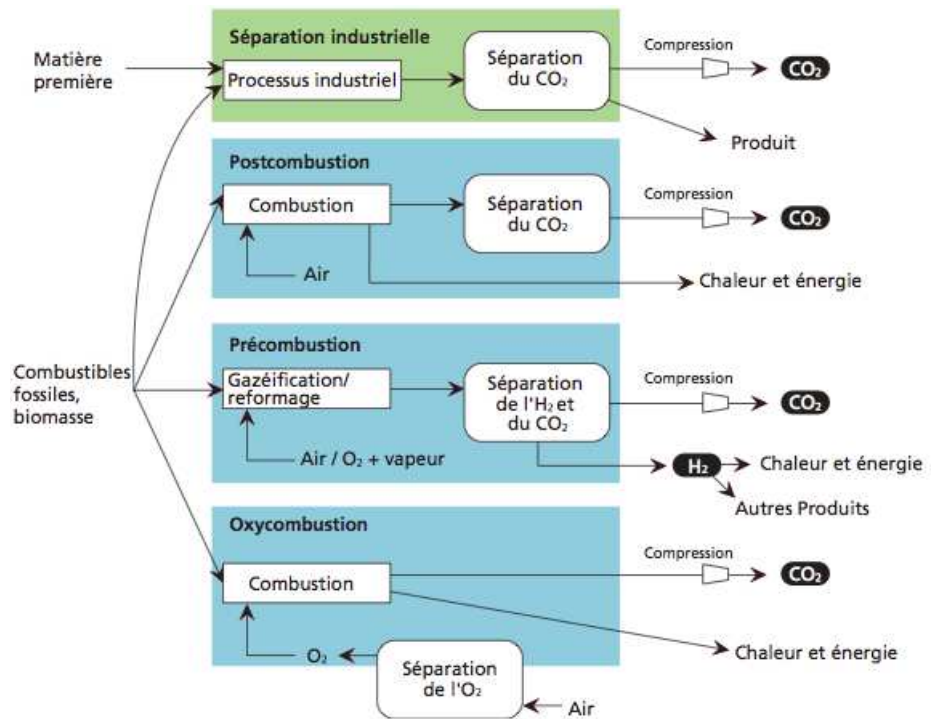 Séparation industrielle
Matière
première
Processus industriel
Séparation
du CO₂
Compression
CO₂
Produit
Postcombustion
Combustion
Séparation
du CO₂
Compression
CO₂
Air
Chaleur et énergie
Combustibles
fossiles,
biomasse
Précombustion
Gazéification/
reformage
Séparation
de l'H₂ et
du CO₂
Compression
CO₂
Air / O₂ + vapeur
H₂
Chaleur et énergie
Autres Produits
Oxycombustion
Combustion
Compression
CO₂
O₂
Séparation
de l'O₂
Chaleur et énergie
Air